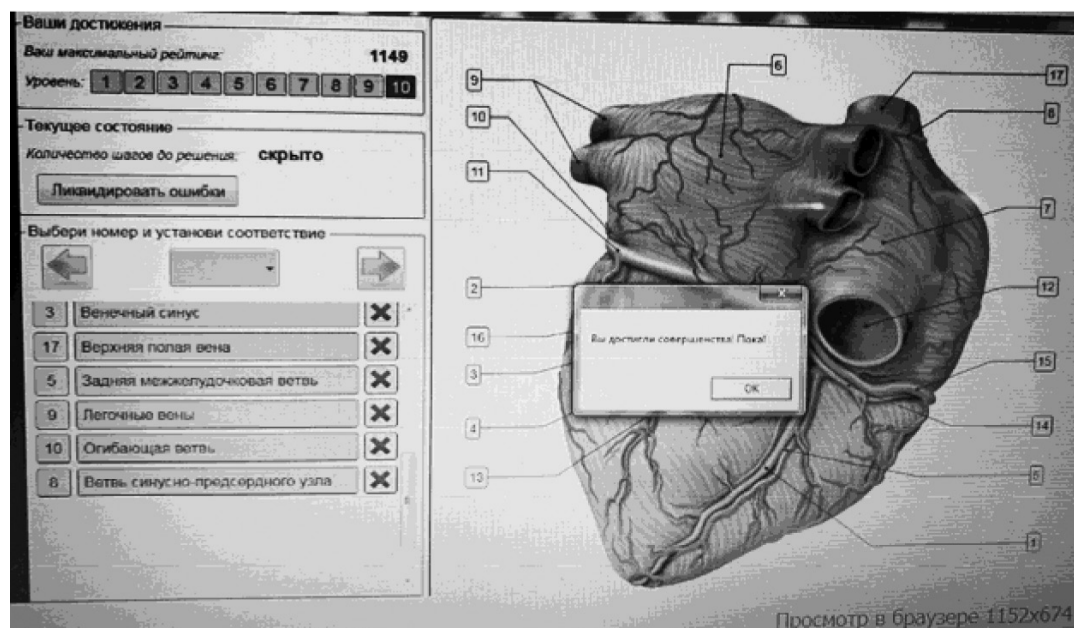 Ваши достижения
Ваш максимальный рейтинг: 1149
Уровень: 1 2 3 4 5 6 7 8 9 10
Текущее состояние
Количество шагов до решения: скрыто
Ликвидировать ошибки
Выбери номер и установи соответствие
3 Венечный синус
17 Верхняя полая вена
5 Задняя межжелудочковая ветвь
9 Легочные вены
10 Огибающая ветвь
8 Ветвь синусно-предсердного узла
9
10
11
2
16
3
4
13
6
17
8
7
12
15
14
5
1
Вы достигли совершенства! Пока!
OK
Просмотр в браузере 1152x674